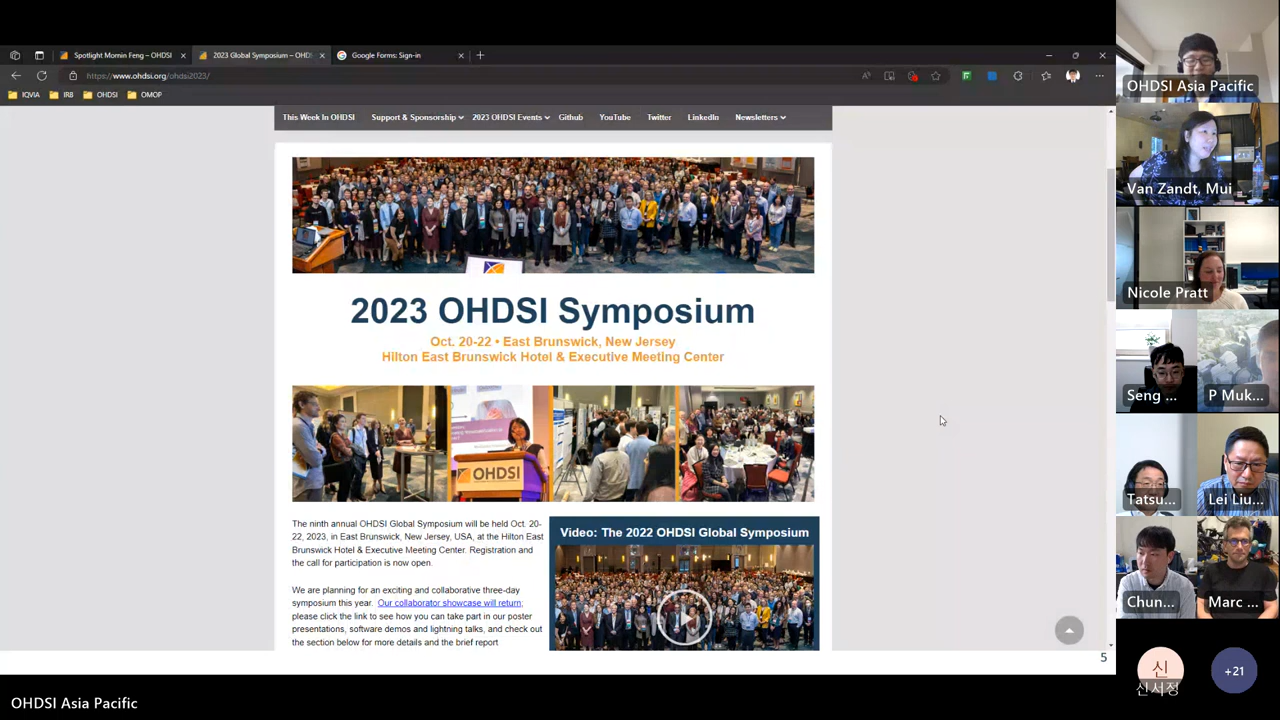 Spotlight Mornin Feng – OHDSI
2023 Global Symposium – OHDS
Google Forms: Sign-in
https://www.ohdsi.org/ohdsi2023/
IQVIA
IRB
OHDSI
OMOP
This Week In OHDSI
Support & Sponsorship
2023 OHDSI Events
Github
YouTube
Twitter
LinkedIn
Newsletters
2023 OHDSI Symposium
Oct. 20-22 • East Brunswick, New Jersey
Hilton East Brunswick Hotel & Executive Meeting Center
OHDSI
The ninth annual OHDSI Global Symposium will be held Oct. 20-
22, 2023, in East Brunswick, New Jersey, USA, at the Hilton East
Brunswick Hotel & Executive Meeting Center. Registration and
the call for participation is now open.
We are planning for an exciting and collaborative three-day
symposium this year. Our collaborator showcase will return;
please click the link to see how you can take part in our poster
presentations, software demos and lightning talks, and check out
the section below for more details and the brief report
Video: The 2022 OHDSI Global Symposium
5
OHDSI Asia Pacific
Van Zandt, Mui
Nicole Pratt
Seng ...
P Muk...
Tatsu...
Lei Liu...
Chun...
Marc ...
신
신서정
+21
OHDSI Asia Pacific